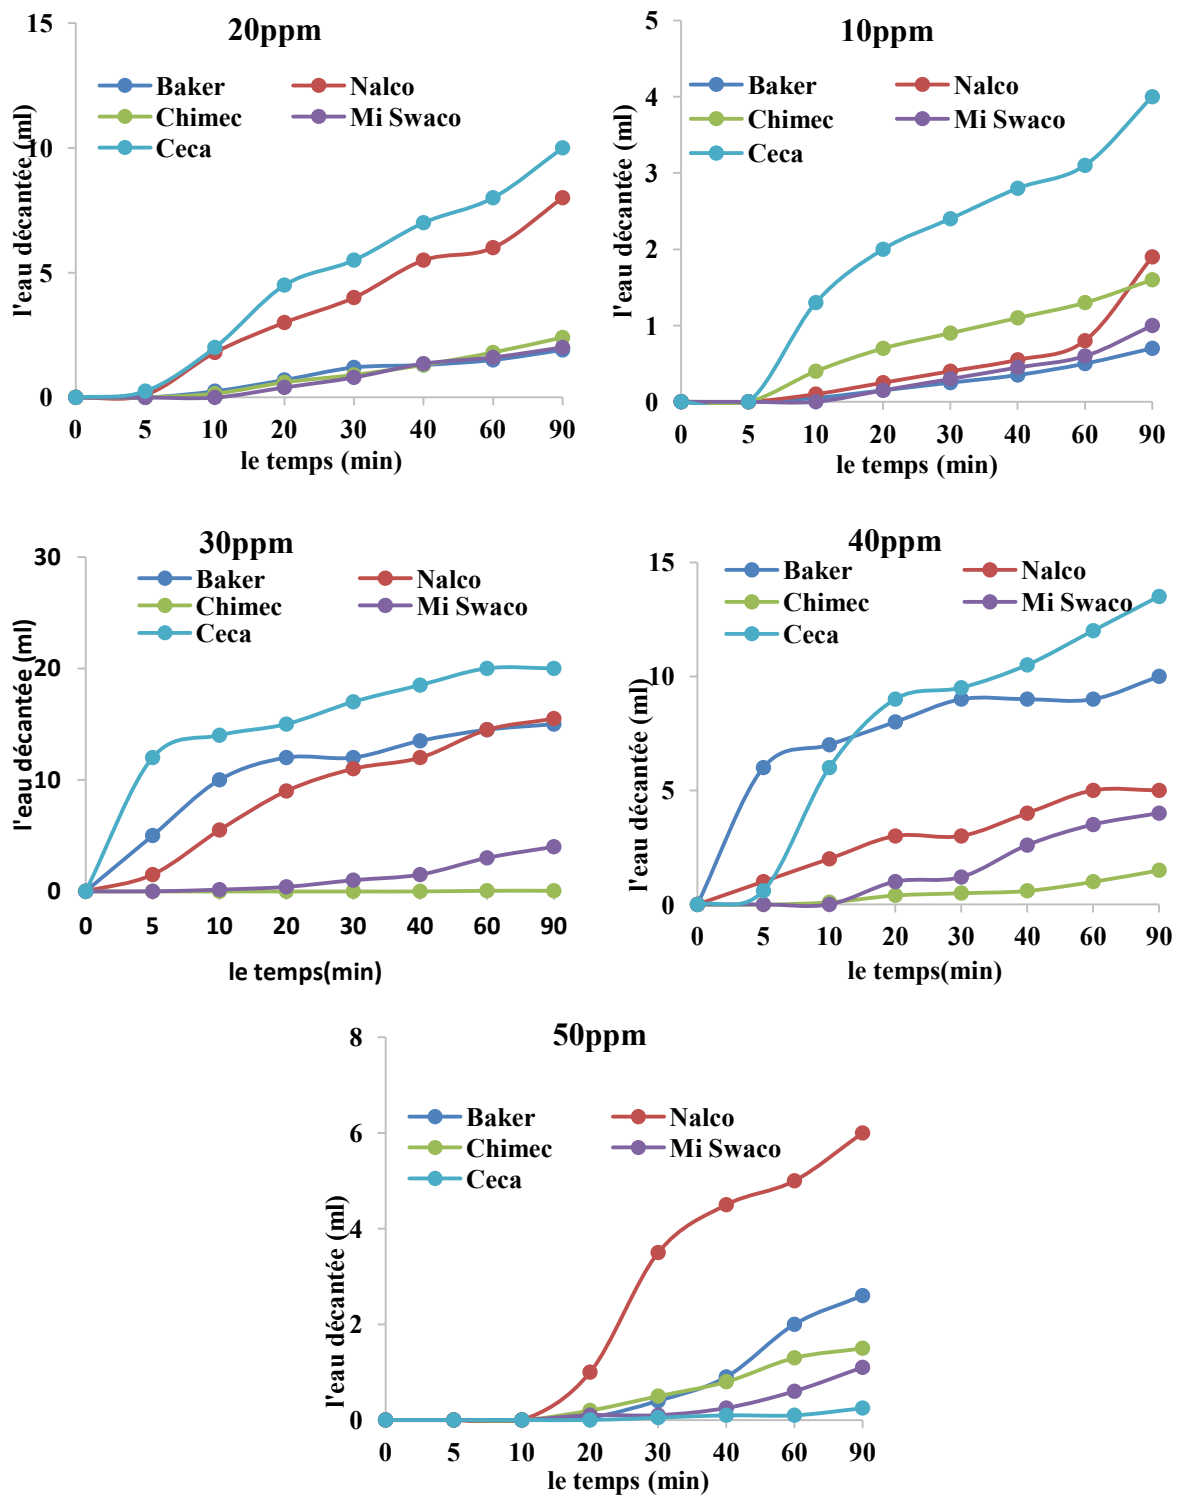 20ppm
15
10
5
0
l'eau décantée (ml)
Baker
Nalco
Chimec
Mi Swaco
Ceca
0 5 10 20 30 40 60 90
le temps (min)
10ppm
5
4
3
2
1
0
l'eau décantée (ml)
Baker
Nalco
Chimec
Mi Swaco
Ceca
0 5 10 20 30 40 60 90
le temps (min)
30ppm
30
20
10
0
l'eau décantée (ml)
Baker
Nalco
Chimec
Mi Swaco
Ceca
0 5 10 20 30 40 60 90
le temps(min)
40ppm
15
10
5
0
l'eau décantée (ml)
Baker
Nalco
Chimec
Mi Swaco
Ceca
0 5 10 20 30 40 60 90
le temps(min)
50ppm
8
6
4
2
0
l'eau décantée (ml)
Baker
Nalco
Chimec
Mi Swaco
Ceca
0 5 10 20 30 40 60 90
le temps (min)